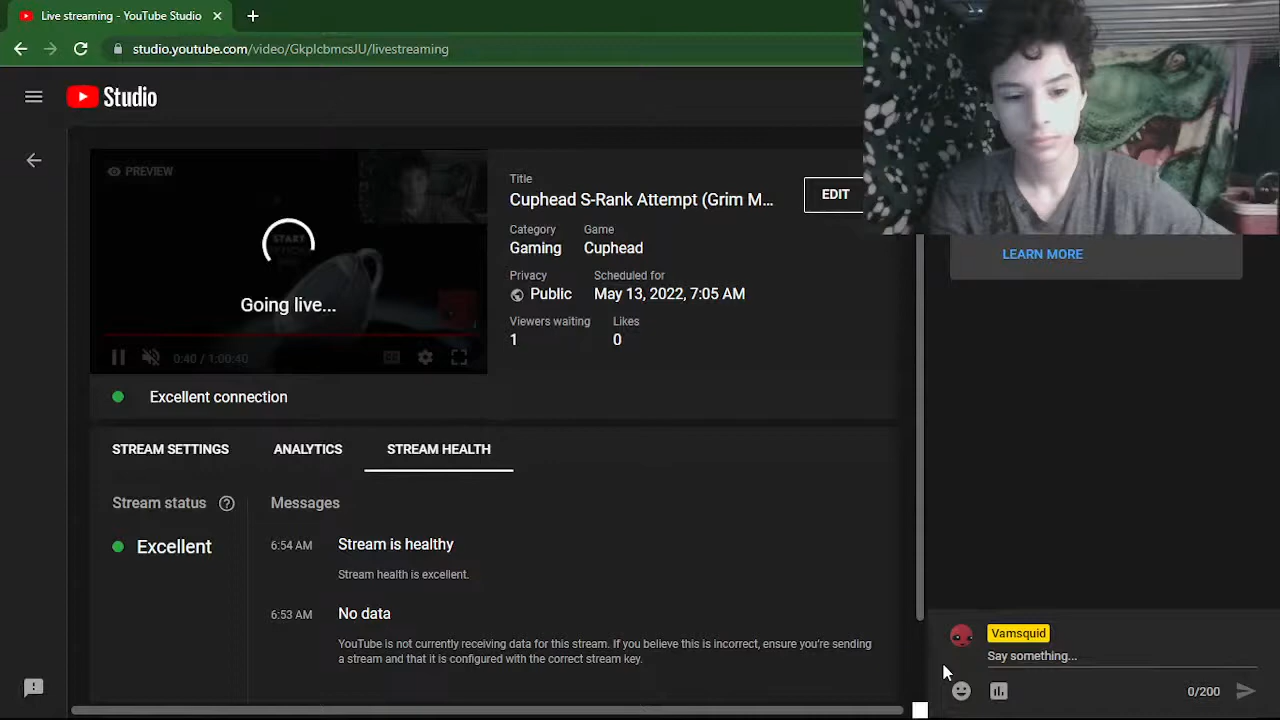 Live streaming - YouTube Studio
studio.youtube.com/video/GkpIcbmcsJU/livestreaming
Studio
PREVIEW
START
Going live...
0:40 / 1:00:40
Excellent connection
Title
Cuphead S-Rank Attempt (Grim M...
EDIT
Category
Game
Gaming
Cuphead
Privacy
Scheduled for
Public
May 13, 2022, 7:05 AM
Viewers waiting
Likes
1
0
LEARN MORE
STREAM SETTINGS
ANALYTICS
STREAM HEALTH
Stream status
Messages
Excellent
6:54 AM
Stream is healthy
Stream health is excellent.
6:53 AM
No data
YouTube is not currently receiving data for this stream. If you believe this is incorrect, ensure you're sending
a stream and that it is configured with the correct stream key.
Vamsquid
Say something...
0/200